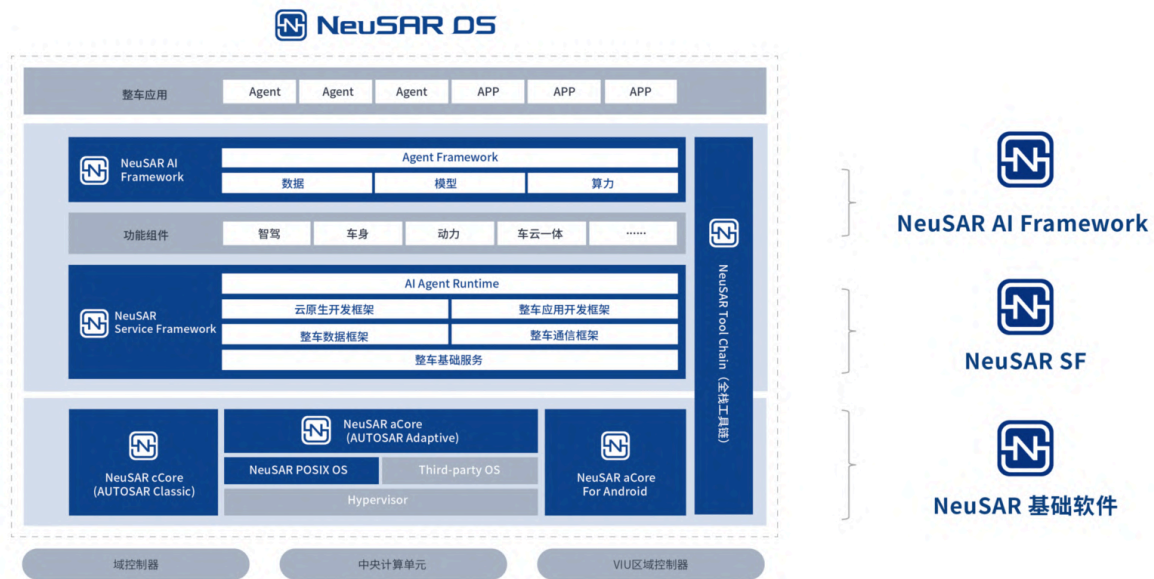 NeuSAR OS
整车应用
Agent
Agent
Agent
APP
APP
APP
NeuSAR AI
Framework
Agent Framework
数据
模型
算力
功能组件
智驾
车身
动力
车云一体
……
NeuSAR
Service Framework
AI Agent Runtime
云原生开发框架
整车应用开发框架
整车数据框架
整车通信框架
整车基础服务
NeuSAR Tool Chain（全栈工具链）
NeuSAR cCore
(AUTOSAR Classic)
NeuSAR aCore
(AUTOSAR Adaptive)
NeuSAR POSIX OS
Third-party OS
Hypervisor
NeuSAR aCore
For Android
域控制器
中央计算单元
VIU区域控制器
NeuSAR AI Framework
NeuSAR SF
NeuSAR 基础软件